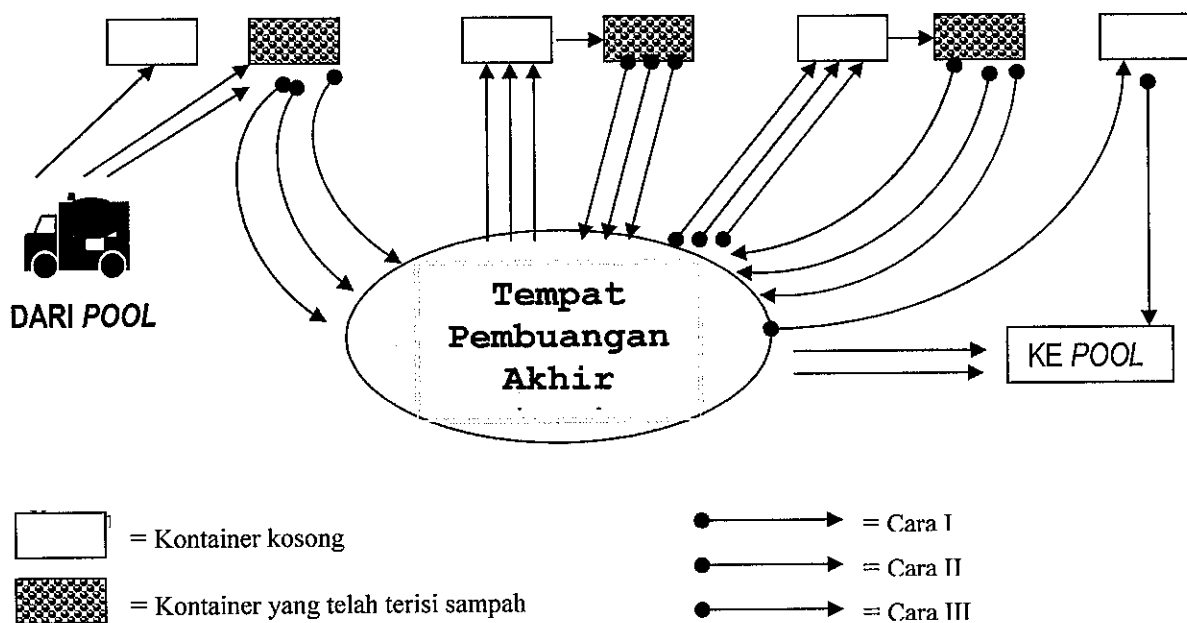 DARI POOL
Tempat
Pembuangan
Akhir
KE POOL
= Kontainer kosong
= Kontainer yang telah terisi sampah
= Cara I
= Cara II
= Cara III